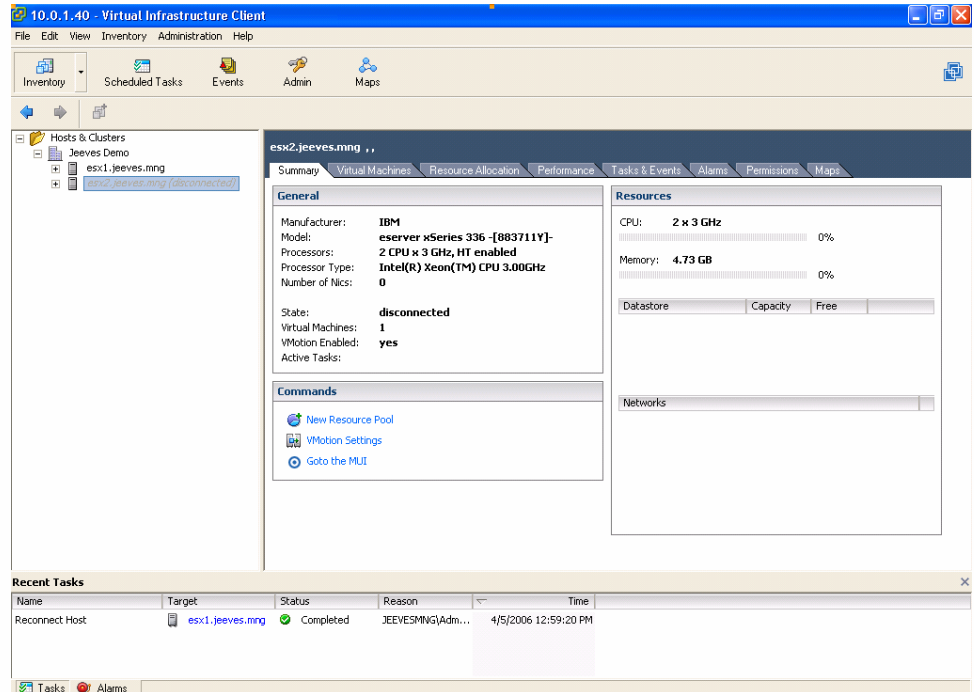 10.0.1.40 - Virtual Infrastructure Client
File Edit View Inventory Administration Help
Inventory Scheduled Tasks Events Admin Maps
Hosts & Clusters
Jeeves Demo
esx1.jeeves.mng
esx2.jeeves.mng (disconnected)
esx2.jeeves.mng , ,
Summary Virtual Machines Resource Allocation Performance Tasks & Events Alarms Permissions Maps
General
Manufacturer: IBM
Model: eserver xSeries 336 -[883711Y]-
Processors: 2 CPU x 3 GHz, HT enabled
Processor Type: Intel(R) Xeon(TM) CPU 3.00GHz
Number of Nics: 0
State: disconnected
Virtual Machines: 1
VMotion Enabled: yes
Active Tasks:
Commands
New Resource Pool
VMotion Settings
Goto the MUI
Resources
CPU: 2 x 3 GHz
0%
Memory: 4.73 GB
0%
Datastore Capacity Free
Networks
Recent Tasks
Name Target Status Reason Time
Reconnect Host esx1.jeeves.mng Completed JEEVESMNG\Adm... 4/5/2006 12:59:20 PM
Tasks Alarms